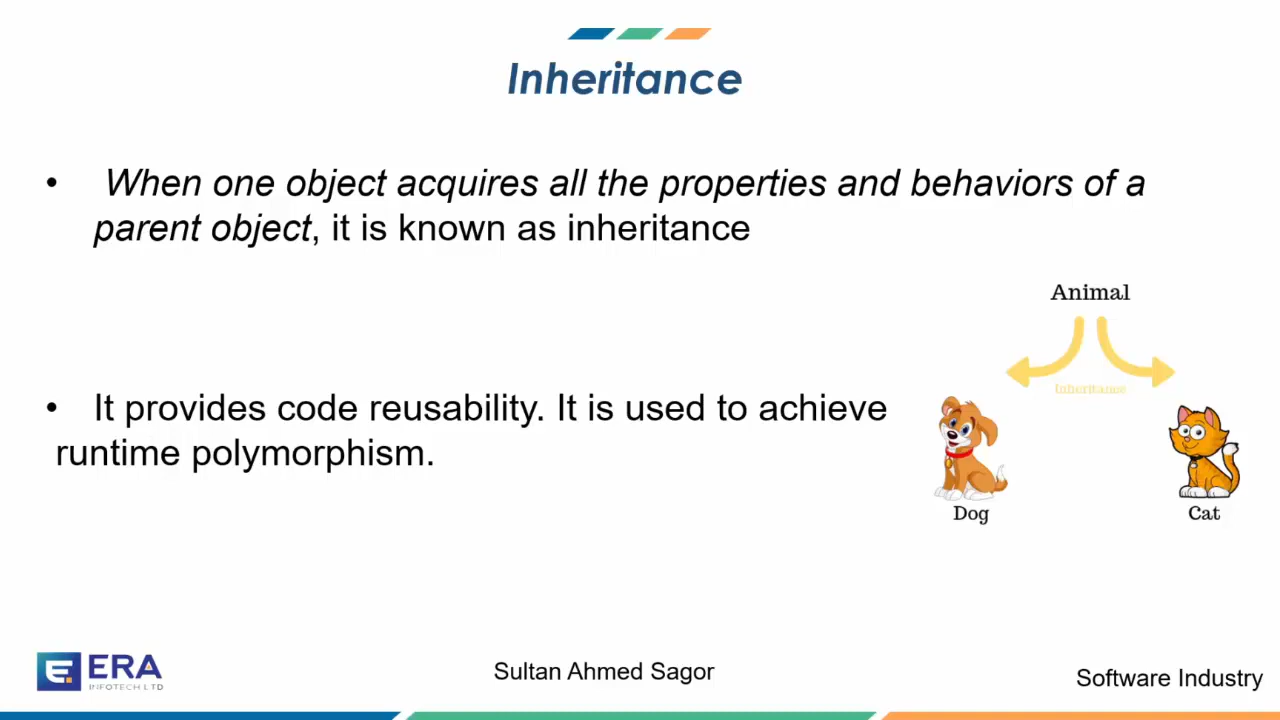 Inheritance
• When one object acquires all the properties and behaviors of a
parent object, it is known as inheritance
Animal
Inheritance
• It provides code reusability. It is used to achieve
runtime polymorphism.
Dog
Cat
ERA
INFOTECH LTD
Sultan Ahmed Sagor
Software Industry